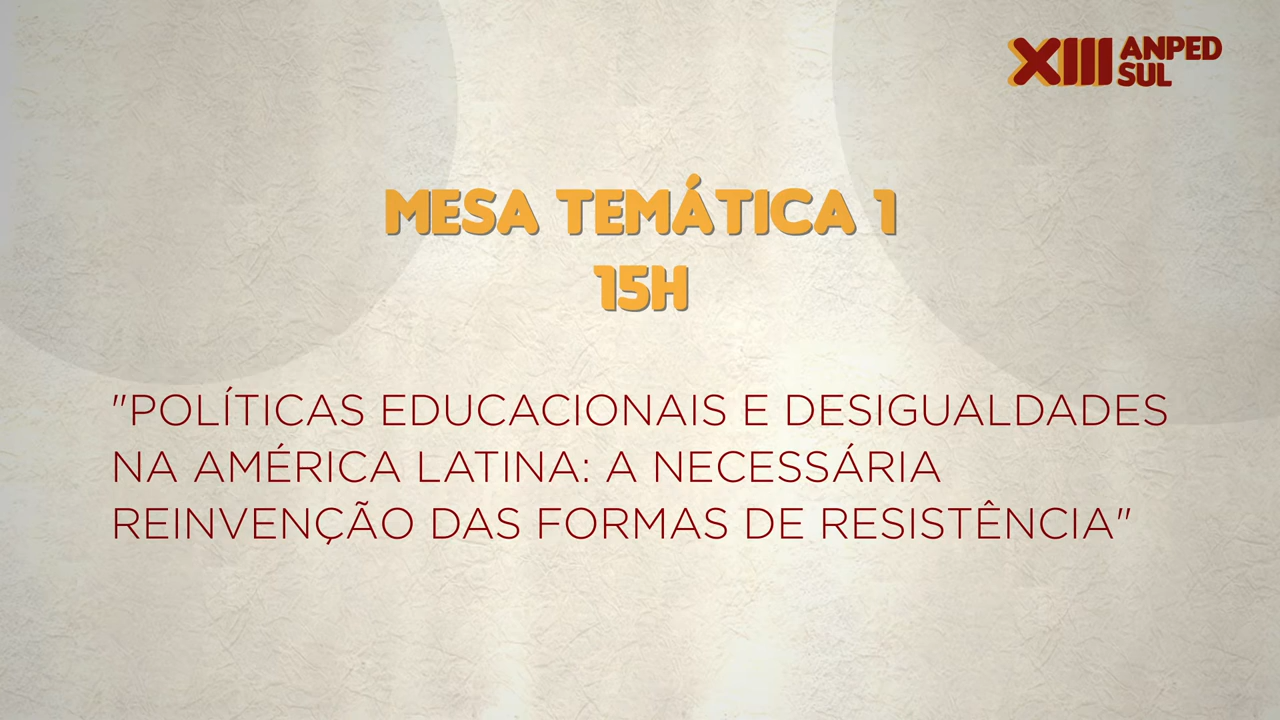 XIII ANPED
SUL
MESA TEMÁTICA 1
15H
"POLÍTICAS EDUCACIONAIS E DESIGUALDADES
NA AMÉRICA LATINA: A NECESSÁRIA
REINVENÇÃO DAS FORMAS DE RESISTÊNCIA"